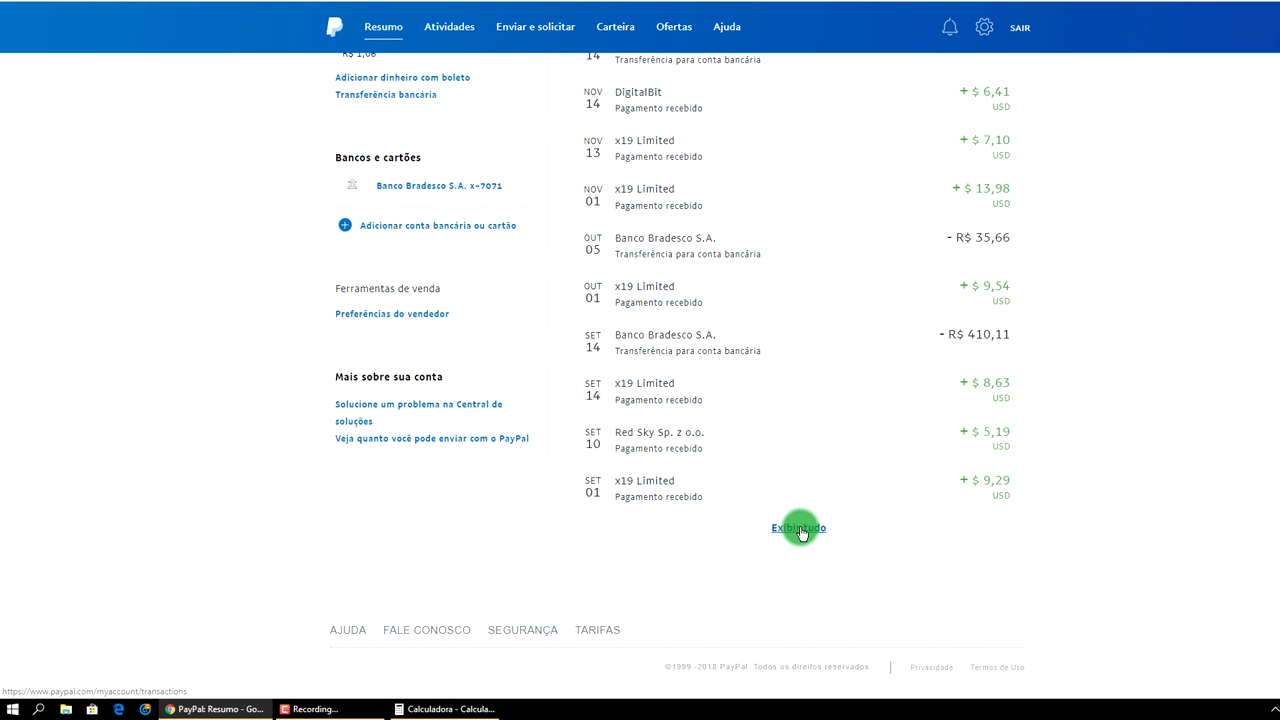 Resumo Atividades Enviar e solicitar Carteira Ofertas Ajuda SAIR
R$ 1,06
Adicionar dinheiro com boleto
Transferência bancária
Bancos e cartões
Banco Bradesco S.A. x-7071
Adicionar conta bancária ou cartão
Ferramentas de venda
Preferências do vendedor
Mais sobre sua conta
Solucione um problema na Central de
soluções
Veja quanto você pode enviar com o PayPal
14 Transferência para conta bancária
NOV DigitalBit + $ 6,41
14 Pagamento recebido USD
NOV x19 Limited + $ 7,10
13 Pagamento recebido USD
NOV x19 Limited + $ 13,98
01 Pagamento recebido USD
OUT Banco Bradesco S.A. - R$ 35,66
05 Transferência para conta bancária
OUT x19 Limited + $ 9,54
01 Pagamento recebido USD
SET Banco Bradesco S.A. - R$ 410,11
14 Transferência para conta bancária
SET x19 Limited + $ 8,63
14 Pagamento recebido USD
SET Red Sky Sp. z o.o. + $ 5,19
10 Pagamento recebido USD
SET x19 Limited + $ 9,29
01 Pagamento recebido USD
Exibir tudo
AJUDA FALE CONOSCO SEGURANÇA TARIFAS
©1999 -2018 PayPal Todos os direitos reservados Privacidade Termos de Uso
https://www.paypal.com/myaccount/transactions
PayPal: Resumo - Go... Recording... Calculadora - Calcula...